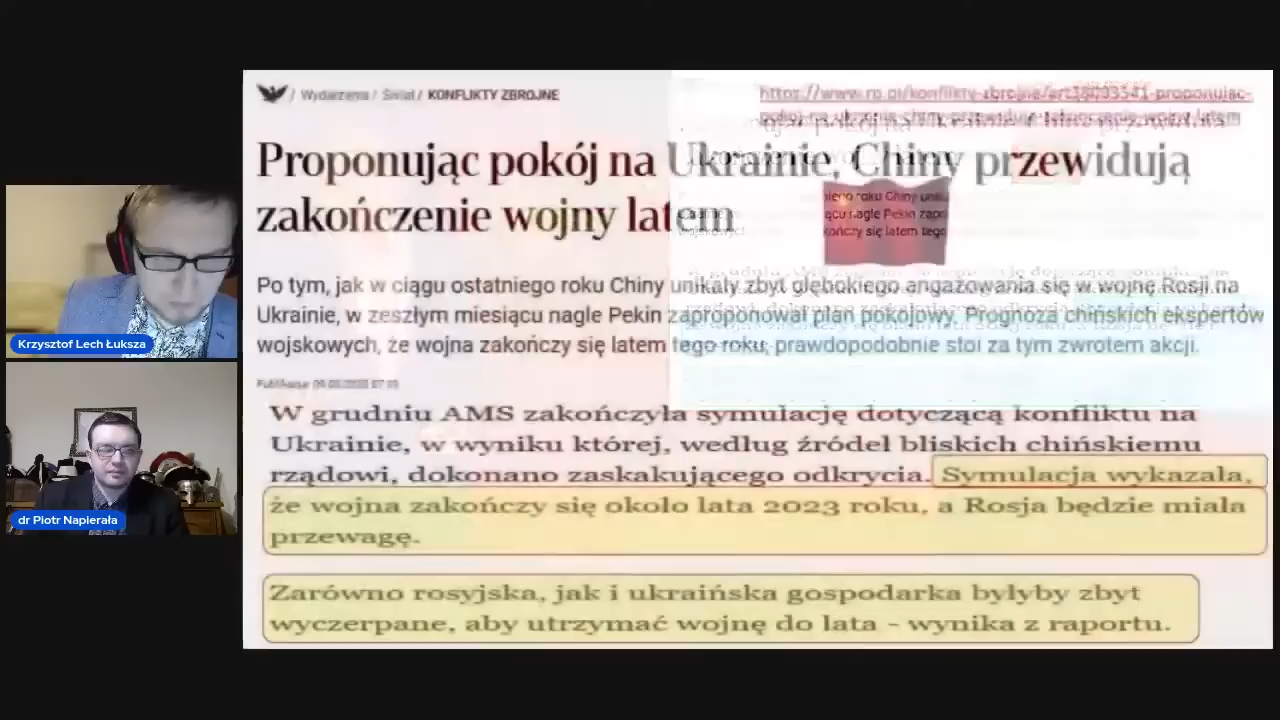 / Wydarzenia / Świat / KONFLIKTY ZBROJNE
Proponując pokój na Ukrainie, Chiny przewidują
zakończenie wojny latem
Po tym, jak w ciągu ostatniego roku Chiny unikały zbyt głębokiego angażowania się w wojnę Rosji na
Ukrainie, w zeszłym miesiącu nagle Pekin zaproponował plan pokojowy. Prognoza chińskich ekspertów
wojskowych, że wojna zakończy się latem tego roku, prawdopodobnie stoi za tym zwrotem akcji.
W grudniu AMS zakończyła symulację dotyczącą konfliktu na
Ukrainie, w wyniku której, według źródeł bliskich chińskiemu
rządowi, dokonano zaskakującego odkrycia. Symulacja wykazała,
że wojna zakończy się około lata 2023 roku, a Rosja będzie miała
przewagę.
Zarówno rosyjska, jak i ukraińska gospodarka byłyby zbyt
wyczerpane, aby utrzymać wojnę do lata - wynika z raportu.
Krzysztof Lech Łuksza
dr Piotr Napierała